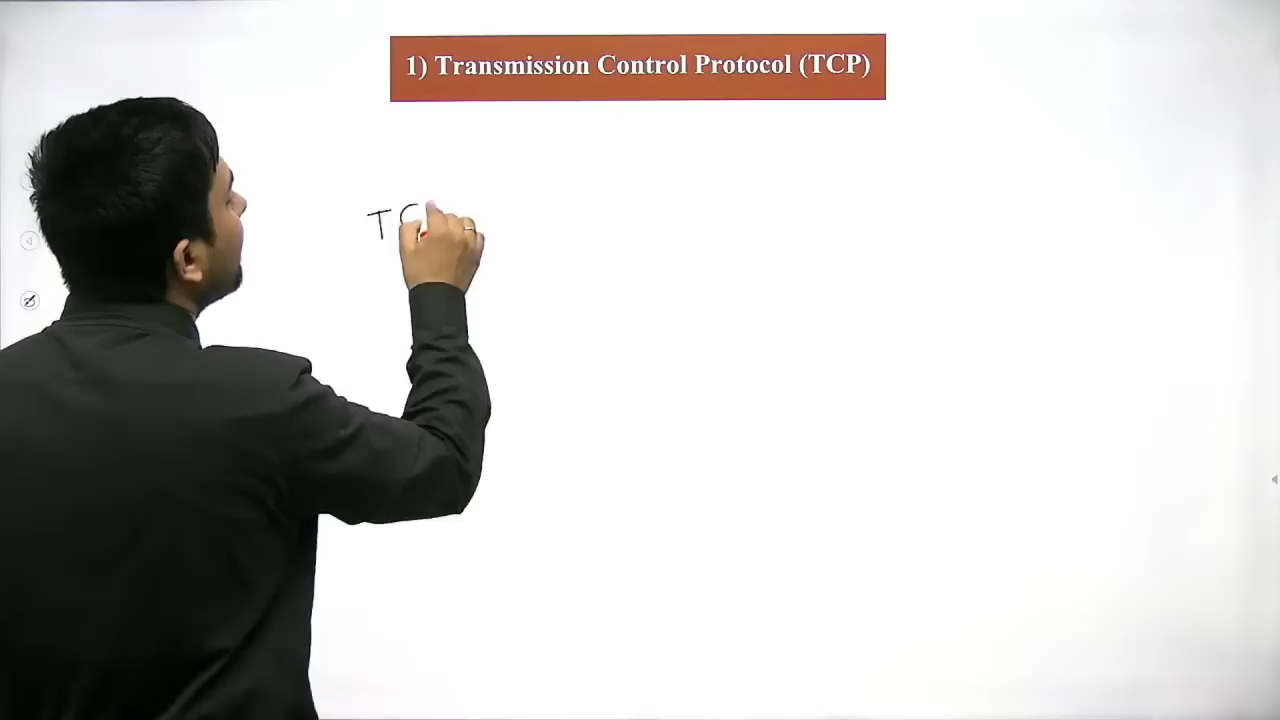 1) Transmission Control Protocol (TCP)
TC